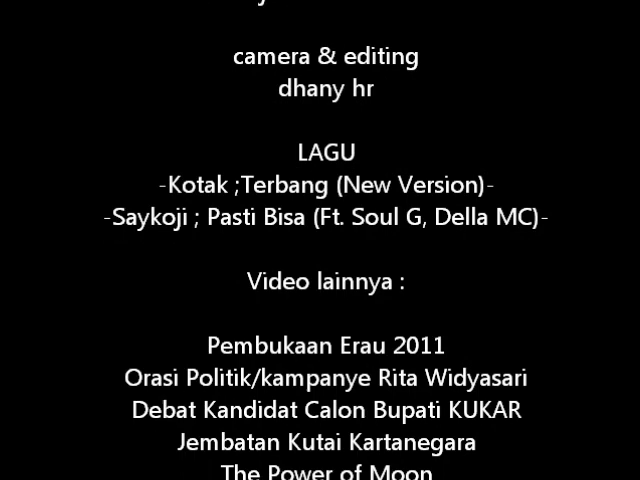 camera & editing
dhany hr
LAGU
-Kotak ;Terbang (New Version)-
-Saykoji ; Pasti Bisa (Ft. Soul G, Della MC)-
Video lainnya :
Pembukaan Erau 2011
Orasi Politik/kampanye Rita Widyasari
Debat Kandidat Calon Bupati KUKAR
Jembatan Kutai Kartanegara
The Power of Moon